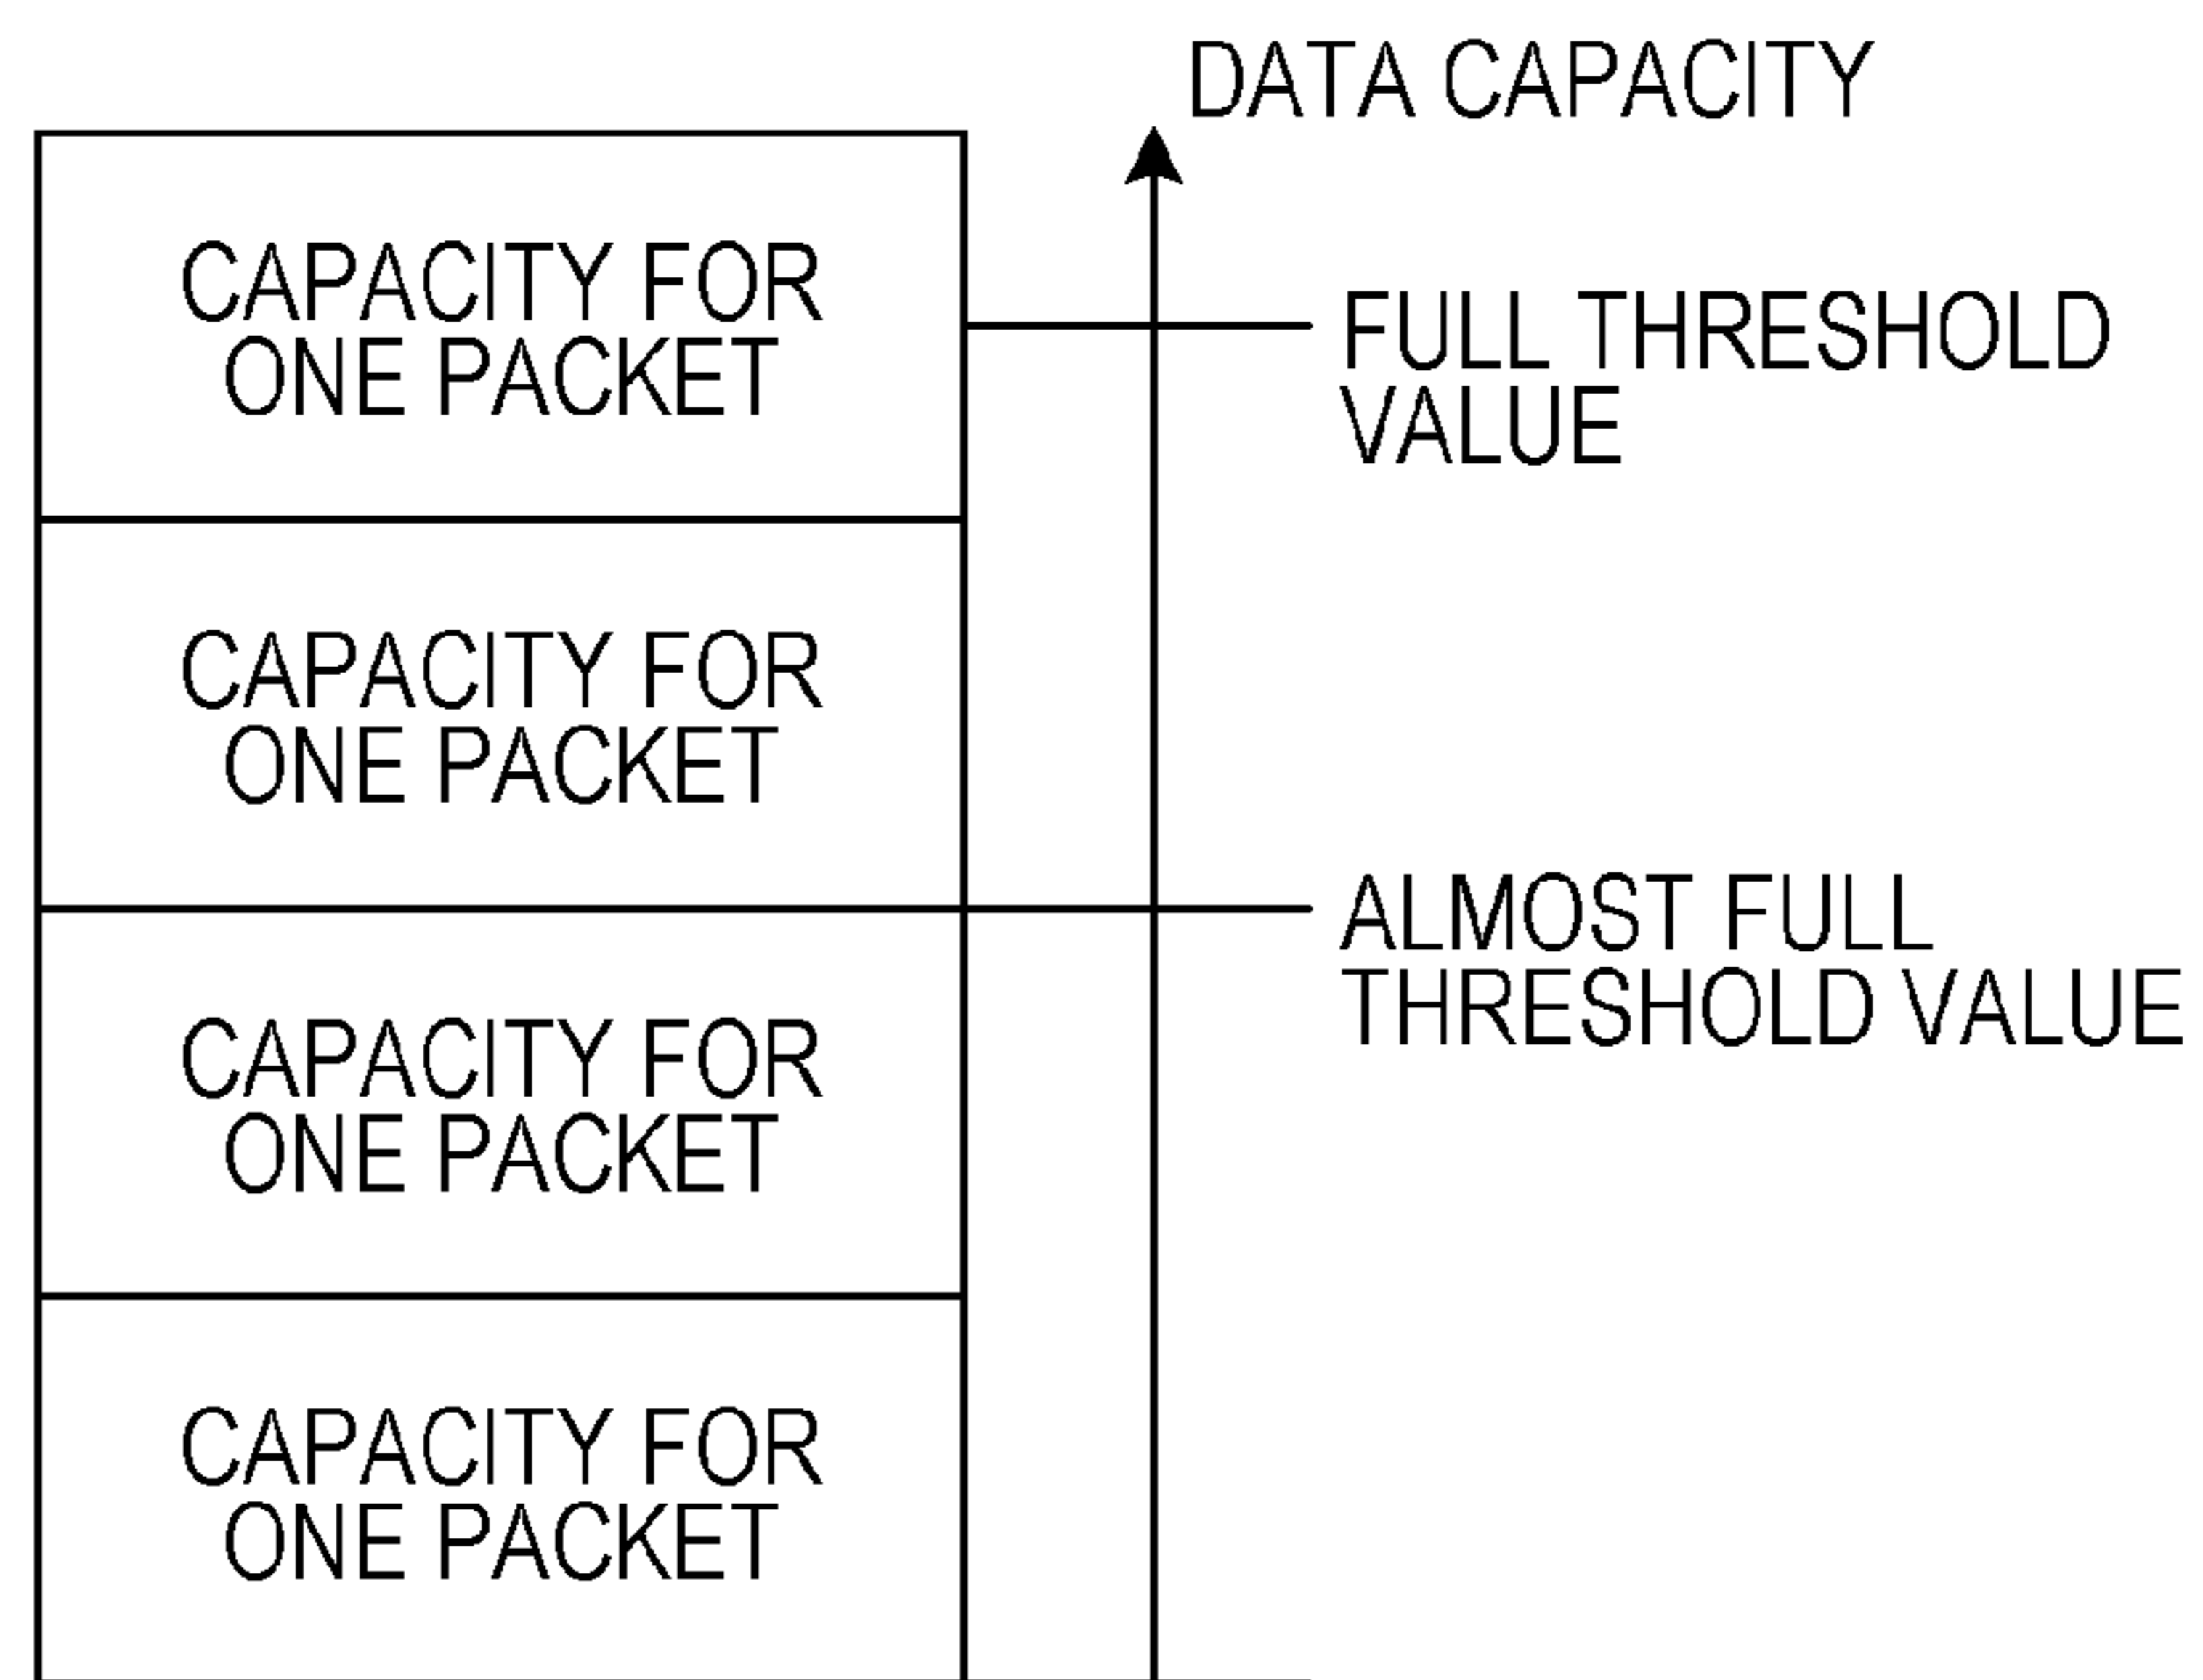 DATA CAPACITY
CAPACITY FOR
ONE PACKET
FULL THRESHOLD
VALUE
CAPACITY FOR
ONE PACKET
ALMOST FULL
THRESHOLD VALUE
CAPACITY FOR
ONE PACKET
CAPACITY FOR
ONE PACKET